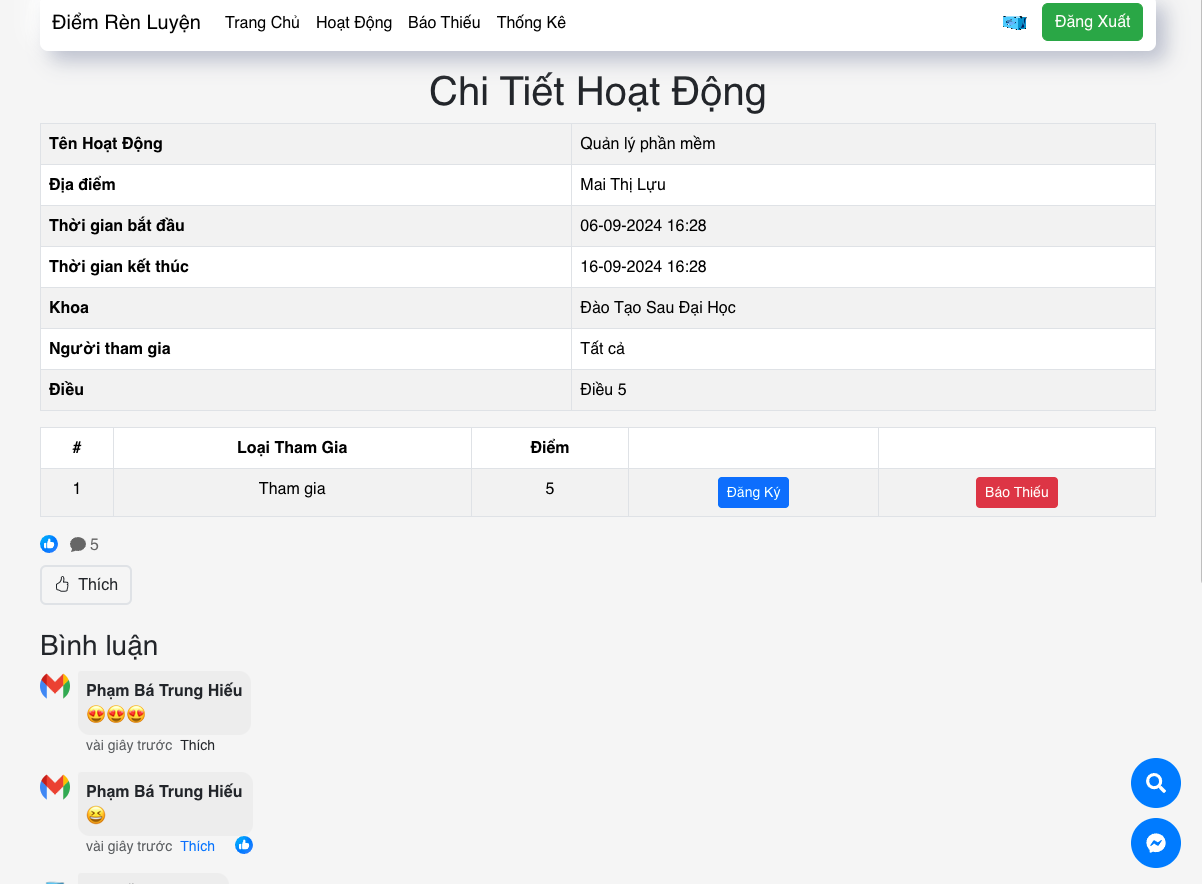 Điểm Rèn Luyện Trang Chủ Hoạt Động Báo Thiếu Thống Kê Đăng Xuất
Chi Tiết Hoạt Động
Tên Hoạt Động Quản lý phần mềm
Địa điểm Mai Thị Lựu
Thời gian bắt đầu 06-09-2024 16:28
Thời gian kết thúc 16-09-2024 16:28
Khoa Đào Tạo Sau Đại Học
Người tham gia Tất cả
Điều Điều 5
# Loại Tham Gia Điểm
1 Tham gia 5 Đăng Ký Báo Thiếu
5
Thích
Bình luận
Phạm Bá Trung Hiếu
😍😍😍
vài giây trước Thích
Phạm Bá Trung Hiếu
😆
vài giây trước Thích